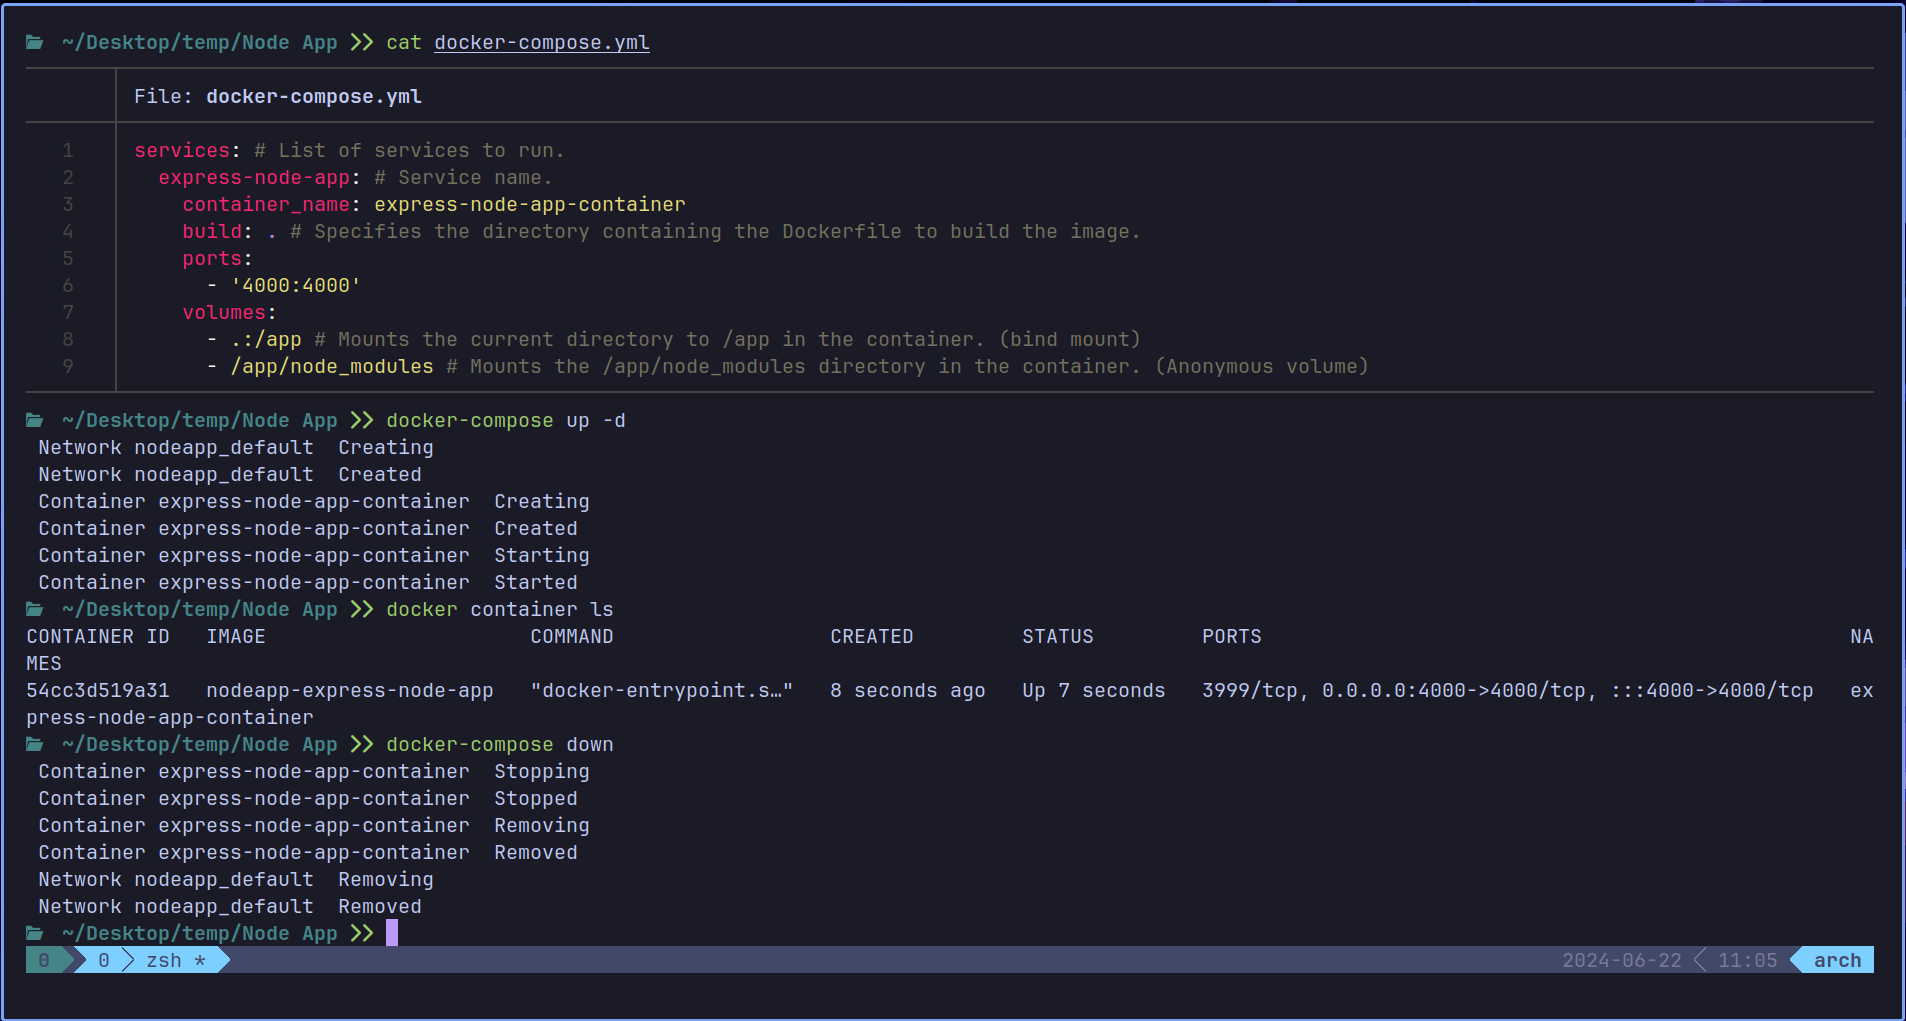 ~/Desktop/temp/Node App >> cat docker-compose.yml
File: docker-compose.yml
1 services: # List of services to run.
2   express-node-app: # Service name.
3     container_name: express-node-app-container
4     build: . # Specifies the directory containing the Dockerfile to build the image.
5     ports:
6       - '4000:4000'
7     volumes:
8       - .:/app # Mounts the current directory to /app in the container. (bind mount)
9       - /app/node_modules # Mounts the /app/node_modules directory in the container. (Anonymous volume)
~/Desktop/temp/Node App >> docker-compose up -d
Network nodeapp_default  Creating
Network nodeapp_default  Created
Container express-node-app-container  Creating
Container express-node-app-container  Created
Container express-node-app-container  Starting
Container express-node-app-container  Started
~/Desktop/temp/Node App >> docker container ls
CONTAINER ID   IMAGE                      COMMAND                  CREATED         STATUS         PORTS                                                 NA
MES
54cc3d519a31   nodeapp-express-node-app   "docker-entrypoint.s…"   8 seconds ago   Up 7 seconds   3999/tcp, 0.0.0.0:4000->4000/tcp, :::4000->4000/tcp   ex
press-node-app-container
~/Desktop/temp/Node App >> docker-compose down
Container express-node-app-container  Stopping
Container express-node-app-container  Stopped
Container express-node-app-container  Removing
Container express-node-app-container  Removed
Network nodeapp_default  Removing
Network nodeapp_default  Removed
~/Desktop/temp/Node App >>
0 0 zsh * 2024-06-22 11:05 arch